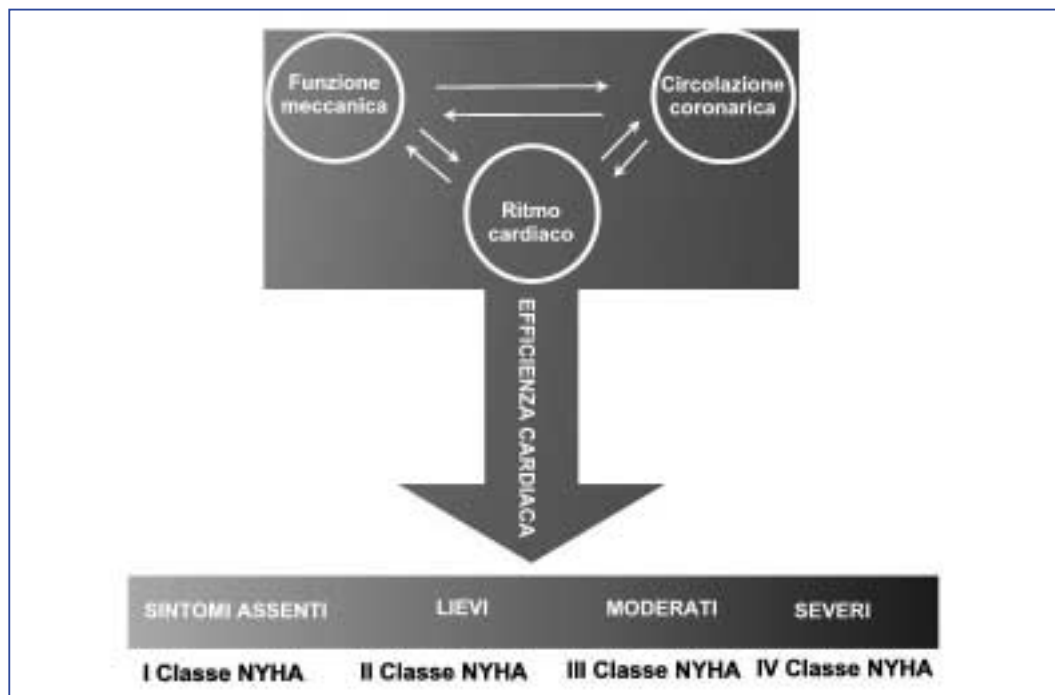 Funzione
meccanica
Circolazione
coronarica
Ritmo
cardiaco
EFFICIENZA CARDIACA
SINTOMI ASSENTI LIEVI MODERATI SEVERI
I Classe NYHA II Classe NYHA III Classe NYHA IV Classe NYHA